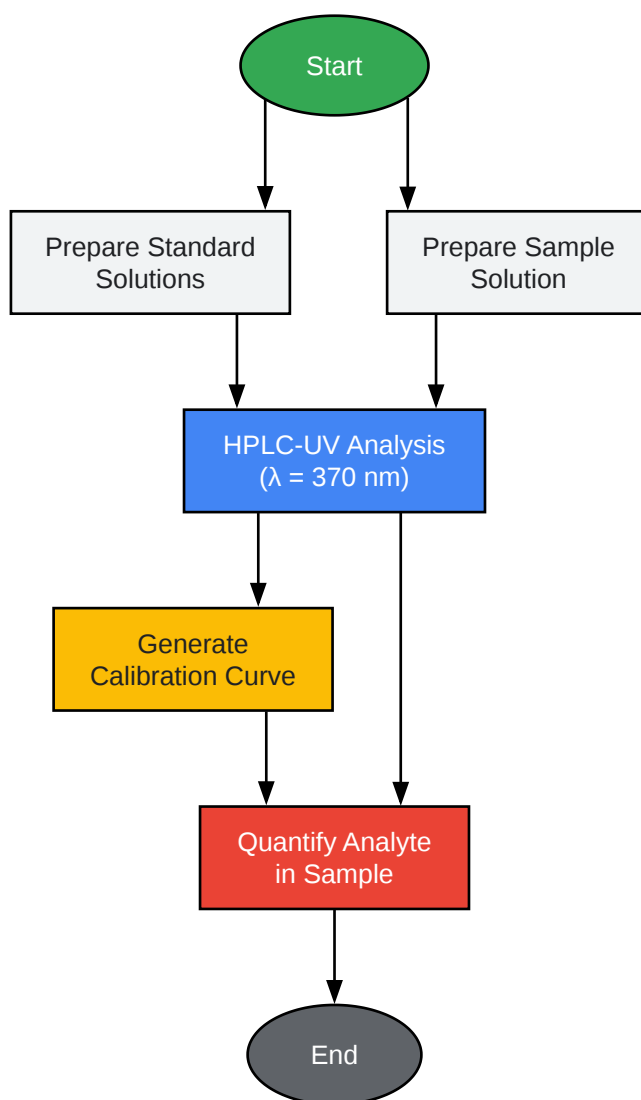 Start
Prepare Standard
Solutions
Prepare Sample
Solution
HPLC-UV Analysis
(λ = 370 nm)
Generate
Calibration Curve
Quantify Analyte
in Sample
End